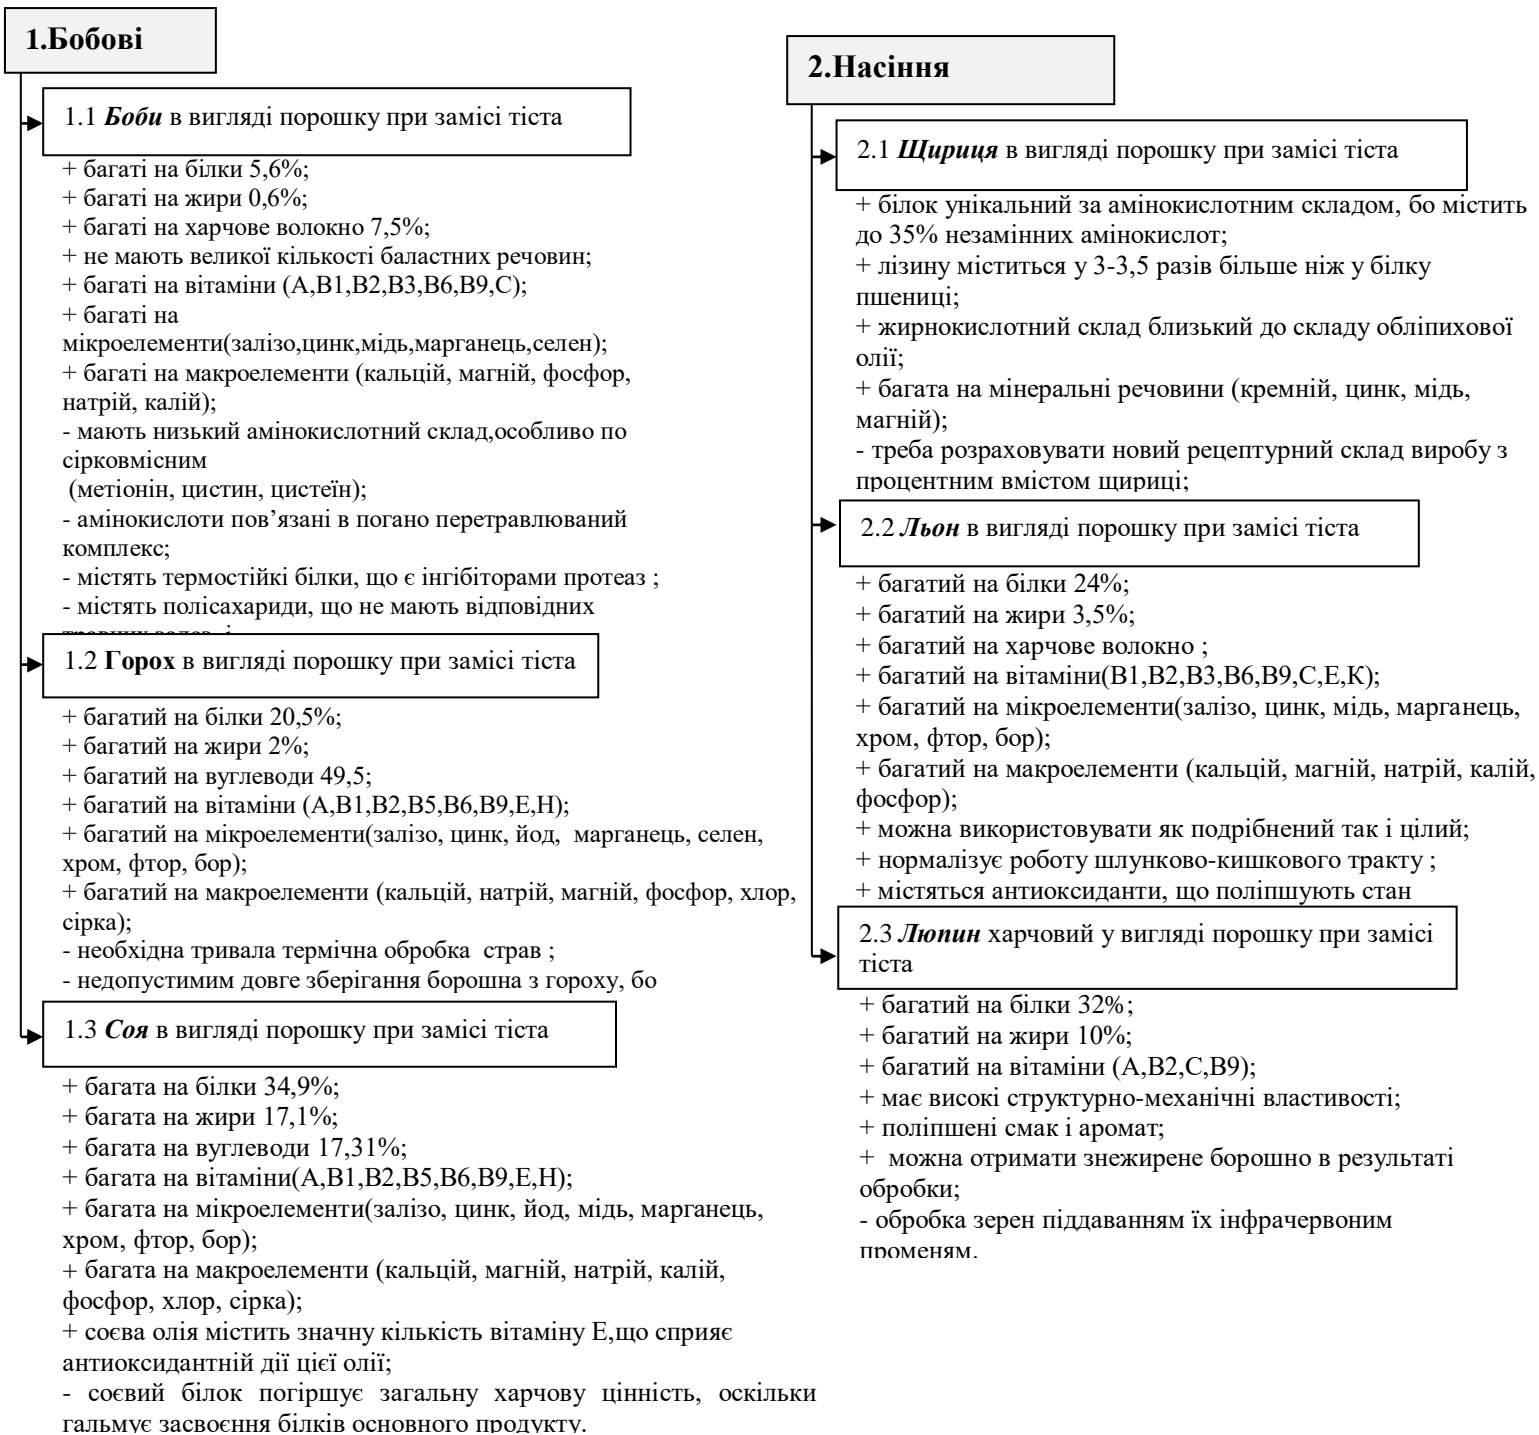 1.Бобові
1.1 Боби в вигляді порошку при замісі тіста
+ багаті на білки 5,6%;
+ багаті на жири 0,6%;
+ багаті на харчове волокно 7,5%;
+ не мають великої кількості баластних речовин;
+ багаті на вітаміни (А,В1,В2,В3,В6,В9,С);
+ багаті на
мікроелементи(залізо,цинк,мідь,марганець,селен);
+ багаті на макроелементи (кальцій, магній, фосфор,
натрій, калій);
- мають низький амінокислотний склад,особливо по
сірковмісним
(метіонін, цистин, цистеїн);
- амінокислоти пов’язані в погано перетравлюваний
комплекс;
- містять термостійкі білки, що є інгібіторами протеаз ;
- містять полісахариди, що не мають відповідних
1.2 Горох в вигляді порошку при замісі тіста
+ багатий на білки 20,5%;
+ багатий на жири 2%;
+ багатий на вуглеводи 49,5;
+ багатий на вітаміни (А,В1,В2,В5,В6,В9,Е,Н);
+ багатий на мікроелементи(залізо, цинк, йод,  марганець, селен,
хром, фтор, бор);
+ багатий на макроелементи (кальцій, натрій, магній, фосфор, хлор,
сірка);
- необхідна тривала термічна обробка  страв ;
- недопустимим довге зберігання борошна з гороху, бо
1.3 Соя в вигляді порошку при замісі тіста
+ багата на білки 34,9%;
+ багата на жири 17,1%;
+ багата на вуглеводи 17,31%;
+ багата на вітаміни(А,В1,В2,В5,В6,В9,Е,Н);
+ багата на мікроелементи(залізо, цинк, йод, мідь, марганець,
хром, фтор, бор);
+ багата на макроелементи (кальцій, магній, натрій, калій,
фосфор, хлор, сірка);
+ соєва олія містить значну кількість вітаміну Е,що сприяє
антиоксидантній дії цієї олії;
- соєвий білок погіршує загальну харчову цінність, оскільки
гальмує засвоєння білків основного продукту.
2.Насіння
2.1 Щириця в вигляді порошку при замісі тіста
+ білок унікальний за амінокислотним складом, бо містить
до 35% незамінних амінокислот;
+ лізину міститься у 3-3,5 разів більше ніж у білку
пшениці;
+ жирнокислотний склад близький до складу обліпихової
олії;
+ багата на мінеральні речовини (кремній, цинк, мідь,
магній);
- треба розраховувати новий рецептурний склад виробу з
процентним вмістом щириці;
2.2 Льон в вигляді порошку при замісі тіста
+ багатий на білки 24%;
+ багатий на жири 3,5%;
+ багатий на харчове волокно ;
+ багатий на вітаміни(В1,В2,В3,В6,В9,С,Е,К);
+ багатий на мікроелементи(залізо, цинк, мідь, марганець,
хром, фтор, бор);
+ багатий на макроелементи (кальцій, магній, натрій, калій,
фосфор);
+ можна використовувати як подрібнений так і цілий;
+ нормалізує роботу шлунково-кишкового тракту ;
+ містяться антиоксиданти, що поліпшують стан
2.3 Люпин харчовий у вигляді порошку при замісі
тіста
+ багатий на білки 32%;
+ багатий на жири 10%;
+ багатий на вітаміни (А,В2,С,В9);
+ має високі структурно-механічні властивості;
+ поліпшені смак і аромат;
+  можна отримати знежирене борошно в результаті
обробки;
- обробка зерен піддаванням їх інфрачервоним
променям.